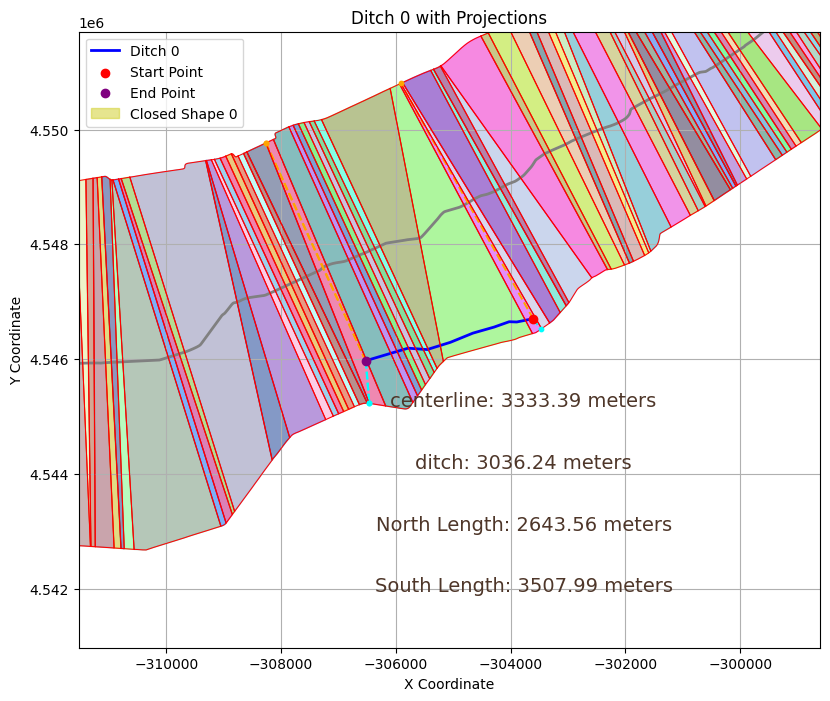 Ditch 0 with Projections
1e6
Ditch 0
Start Point
End Point
Closed Shape 0
4.550
4.548
4.546
4.544
4.542
Y Coordinate
centerline: 3333.39 meters
ditch: 3036.24 meters
North Length: 2643.56 meters
South Length: 3507.99 meters
−310000
−308000
−306000
−304000
−302000
−300000
X Coordinate